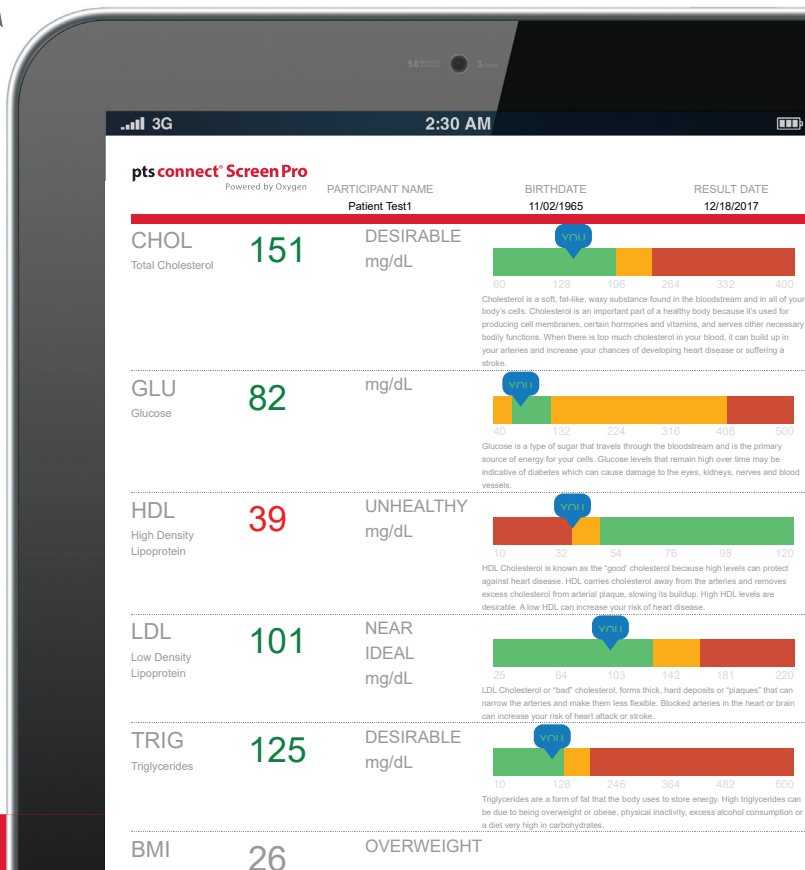 5.0
3G 2:30 AM
pts connect® Screen Pro
Powered by Oxygen
PARTICIPANT NAME BIRTHDATE RESULT DATE
Patient Test1 11/02/1965 12/18/2017
CHOL 151 DESIRABLE YOU
Total Cholesterol mg/dL
60 128 196 264 332 400
Cholesterol is a soft, fat-like, waxy substance found in the bloodstream and in all of your
body's cells. Cholesterol is an important part of a healthy body because it's used for
producing cell membranes, certain hormones and vitamins, and serves other necessary
bodily functions. When there is too much cholesterol in your blood, it can build up in
your arteries and increase your chances of developing heart disease or suffering a
stroke.
GLU 82 mg/dL YOU
Glucose
40 132 224 316 408 500
Glucose is a type of sugar that travels through the bloodstream and is the primary
source of energy for your cells. Glucose levels that remain high over time may be
indicative of diabetes which can cause damage to the eyes, kidneys, nerves and blood
vessels.
HDL 39 UNHEALTHY YOU
High Density mg/dL
Lipoprotein
10 32 54 76 98 120
HDL Cholesterol is known as the "good' cholesterol because high levels can protect
against heart disease. HDL carries cholesterol away from the arteries and removes
excess cholesterol from arterial plaque, slowing its buildup. High HDL levels are
desirable. A low HDL can increase your risk of heart disease.
LDL 101 NEAR YOU
Low Density IDEAL
Lipoprotein mg/dL
25 64 103 142 181 220
LDL Cholesterol or "bad" cholesterol, forms thick, hard deposits or "plaques" that can
narrow the arteries and make them less flexible. Blocked arteries in the heart or brain
can increase your risk of heart attack or stroke.
TRIG 125 DESIRABLE YOU
Triglycerides mg/dL
10 128 246 364 482 600
Triglycerides are a form of fat that the body uses to store energy. High triglycerides can
be due to being overweight or obese, physical inactivity, excess alcohol consumption or
a diet very high in carbohydrates.
BMI 26 OVERWEIGHT